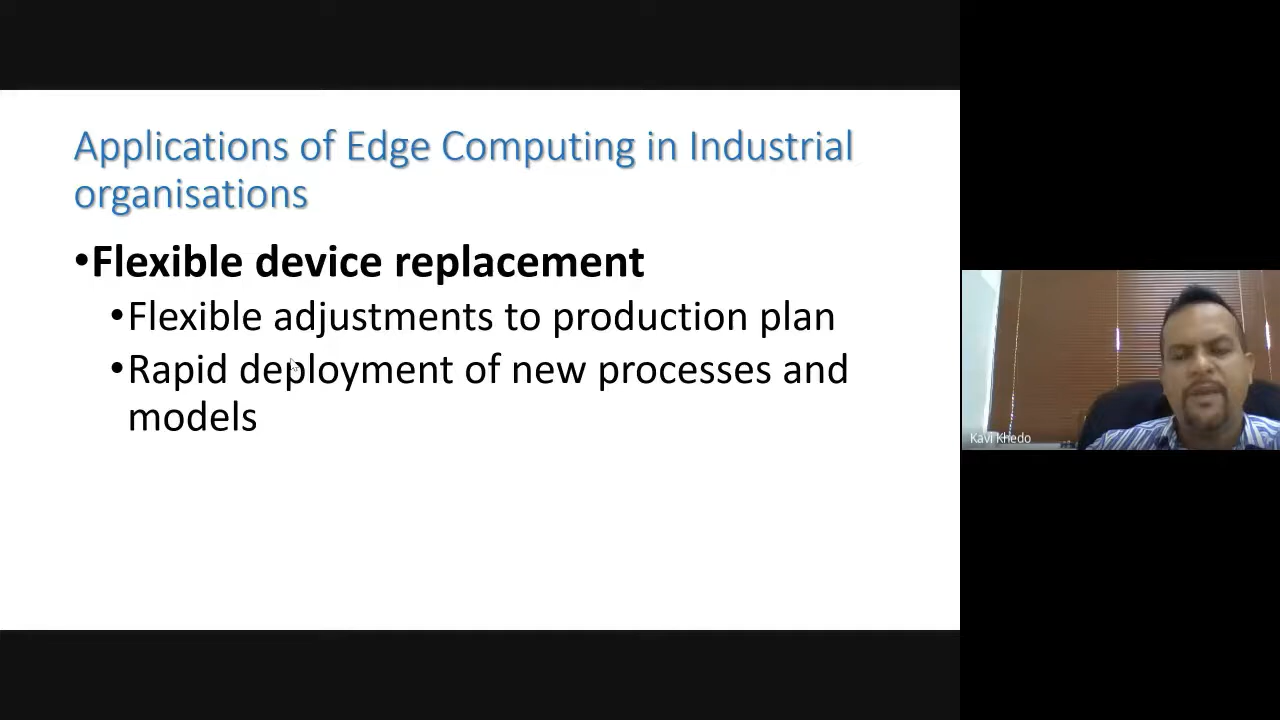 Applications of Edge Computing in Industrial
organisations
•Flexible device replacement
•Flexible adjustments to production plan
•Rapid deployment of new processes and
models
Kavi Khedo